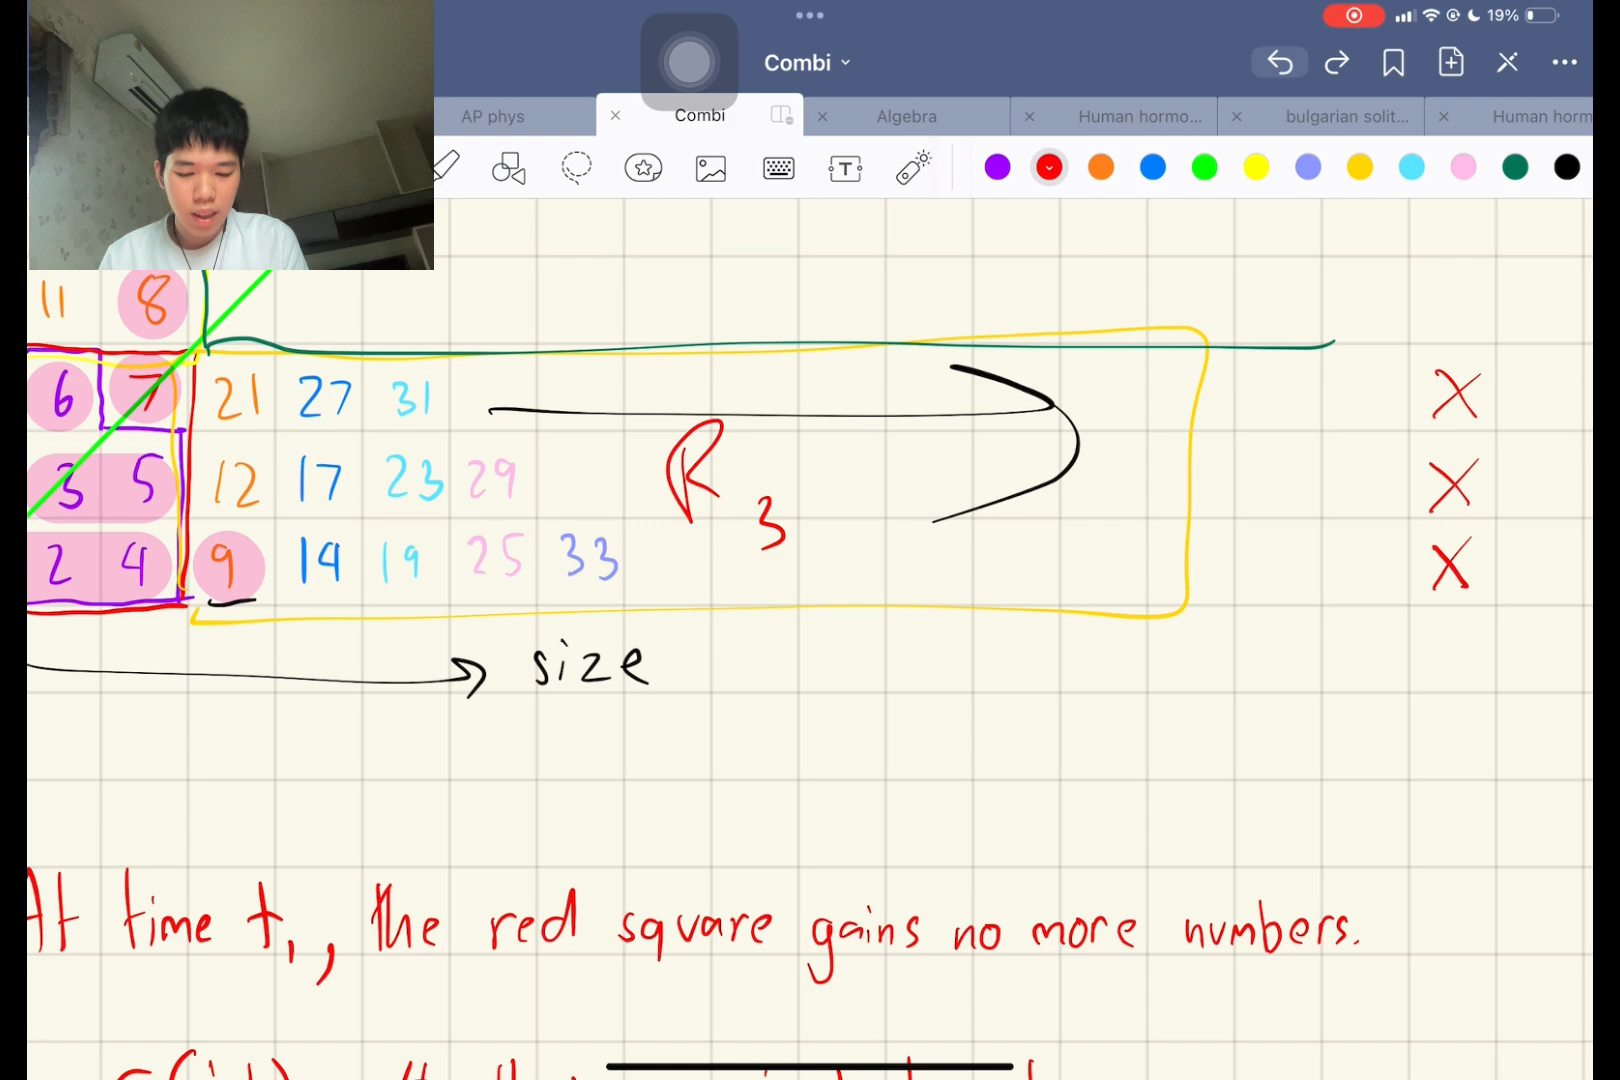 19%
Combi
AP phys
Combi
Algebra
Human hormo...
bulgarian solit...
Human horm
T
11 8
6 7 21 27 31
3 5 12 17 23 29
R 3
2 4 9 14 19 25 33
X
X
X
size
At time t1, the red square gains no more numbers.